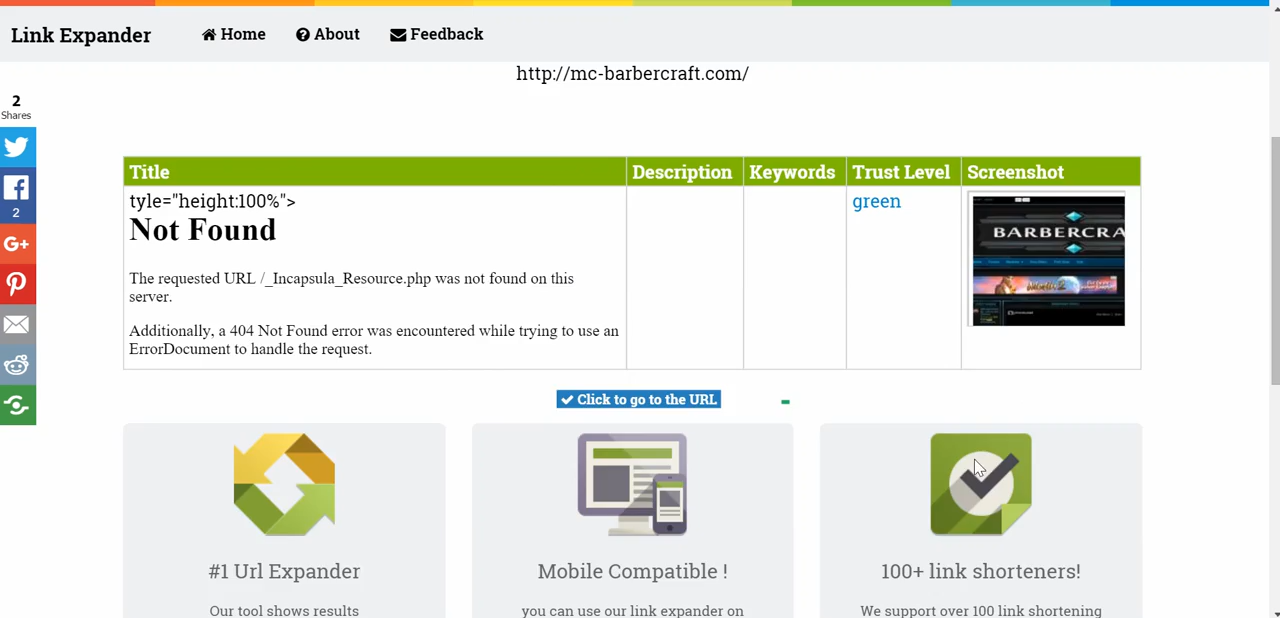 Link Expander Home About Feedback
http://mc-barbercraft.com/
2
Shares
2
Title Description Keywords Trust Level Screenshot
tyle="height:100%">
Not Found
green
BARBERCRA
The requested URL /_Incapsula_Resource.php was not found on this
server.
Additionally, a 404 Not Found error was encountered while trying to use an
ErrorDocument to handle the request.
Click to go to the URL
#1 Url Expander
Mobile Compatible !
100+ link shorteners!
Our tool shows results
you can use our link expander on
We support over 100 link shortening